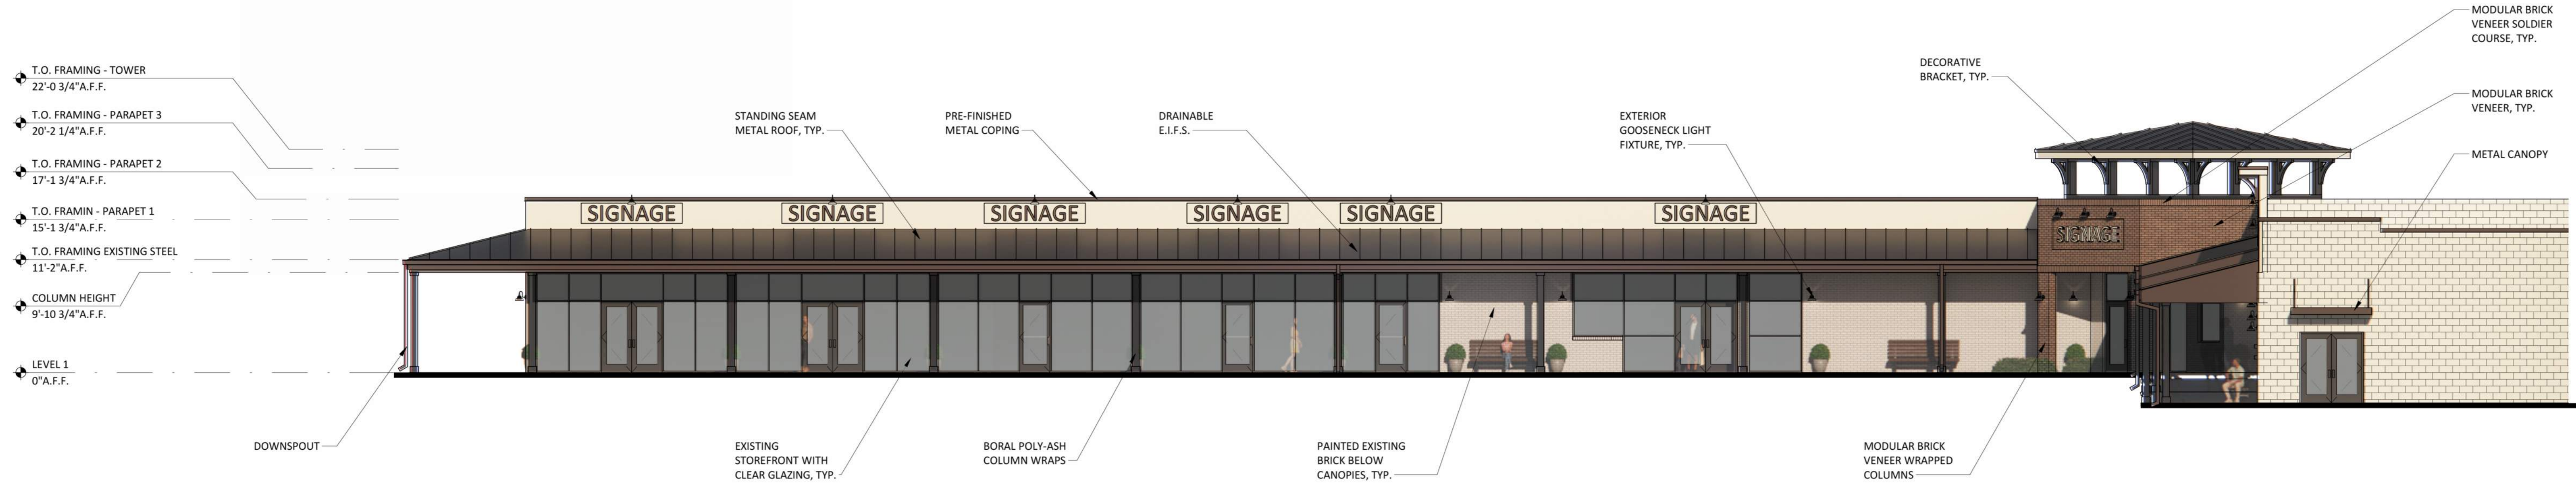 T.O. FRAMING - TOWER
22'-0 3/4"A.F.F.
T.O. FRAMING - PARAPET 3
20'-2 1/4"A.F.F.
T.O. FRAMING - PARAPET 2
17'-1 3/4"A.F.F.
T.O. FRAMIN - PARAPET 1
15'-1 3/4"A.F.F.
T.O. FRAMING EXISTING STEEL
11'-2"A.F.F.
COLUMN HEIGHT
9'-10 3/4"A.F.F.
LEVEL 1
0"A.F.F.
STANDING SEAM
METAL ROOF, TYP.
PRE-FINISHED
METAL COPING
DRAINABLE
E.I.F.S.
EXTERIOR
GOOSENECK LIGHT
FIXTURE, TYP.
DECORATIVE
BRACKET, TYP.
MODULAR BRICK
VENEER SOLDIER
COURSE, TYP.
MODULAR BRICK
VENEER, TYP.
METAL CANOPY
SIGNAGE
SIGNAGE
SIGNAGE
SIGNAGE
SIGNAGE
SIGNAGE
SIGNAGE
DOWNSPOUT
EXISTING
STOREFRONT WITH
CLEAR GLAZING, TYP.
BORAL POLY-ASH
COLUMN WRAPS
PAINTED EXISTING
BRICK BELOW
CANOPIES, TYP.
MODULAR BRICK
VENEER WRAPPED
COLUMNS